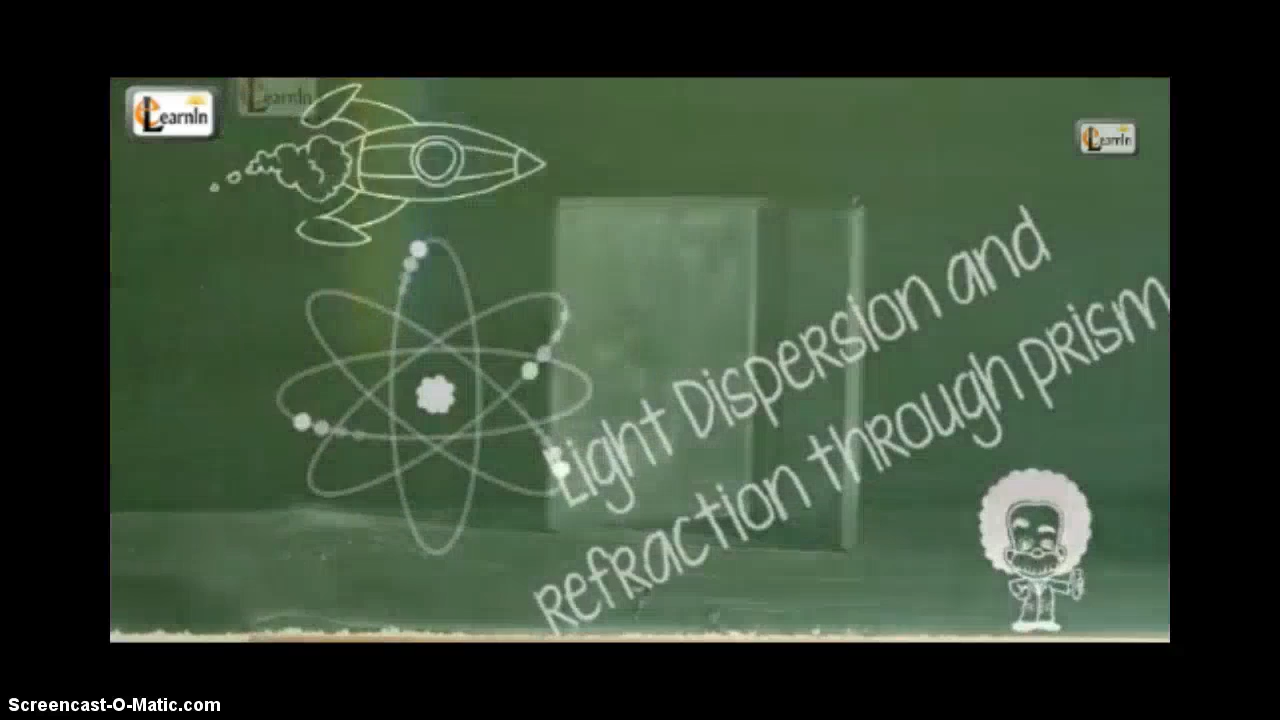 LearnIn
LearnIn
LearnIn
Light Dispersion and
refraction through prism
Screencast-O-Matic.com